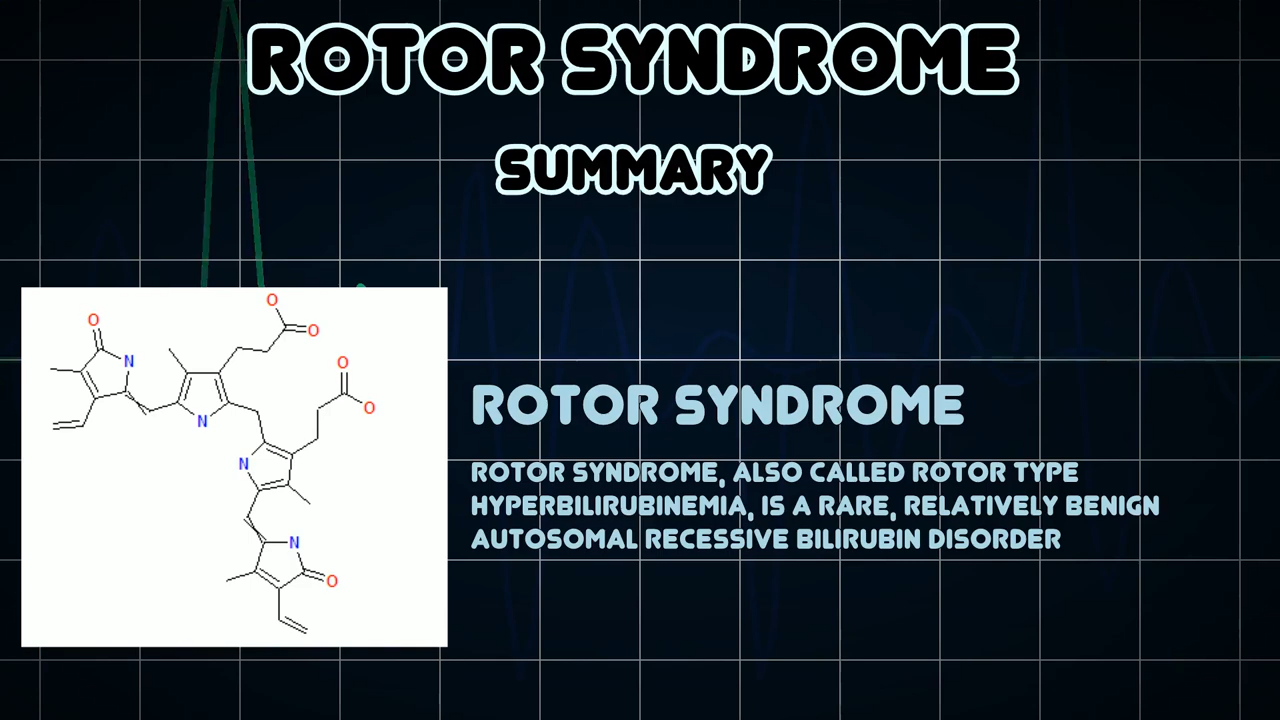 ROTOR SYNDROME
SUMMARY
O
O
O
O
O
N
N
N
N
O
ROTOR SYNDROME
ROTOR SYNDROME, ALSO CALLED ROTOR TYPE
HYPERBILIRUBINEMIA, IS A RARE, RELATIVELY BENIGN
AUTOSOMAL RECESSIVE BILIRUBIN DISORDER